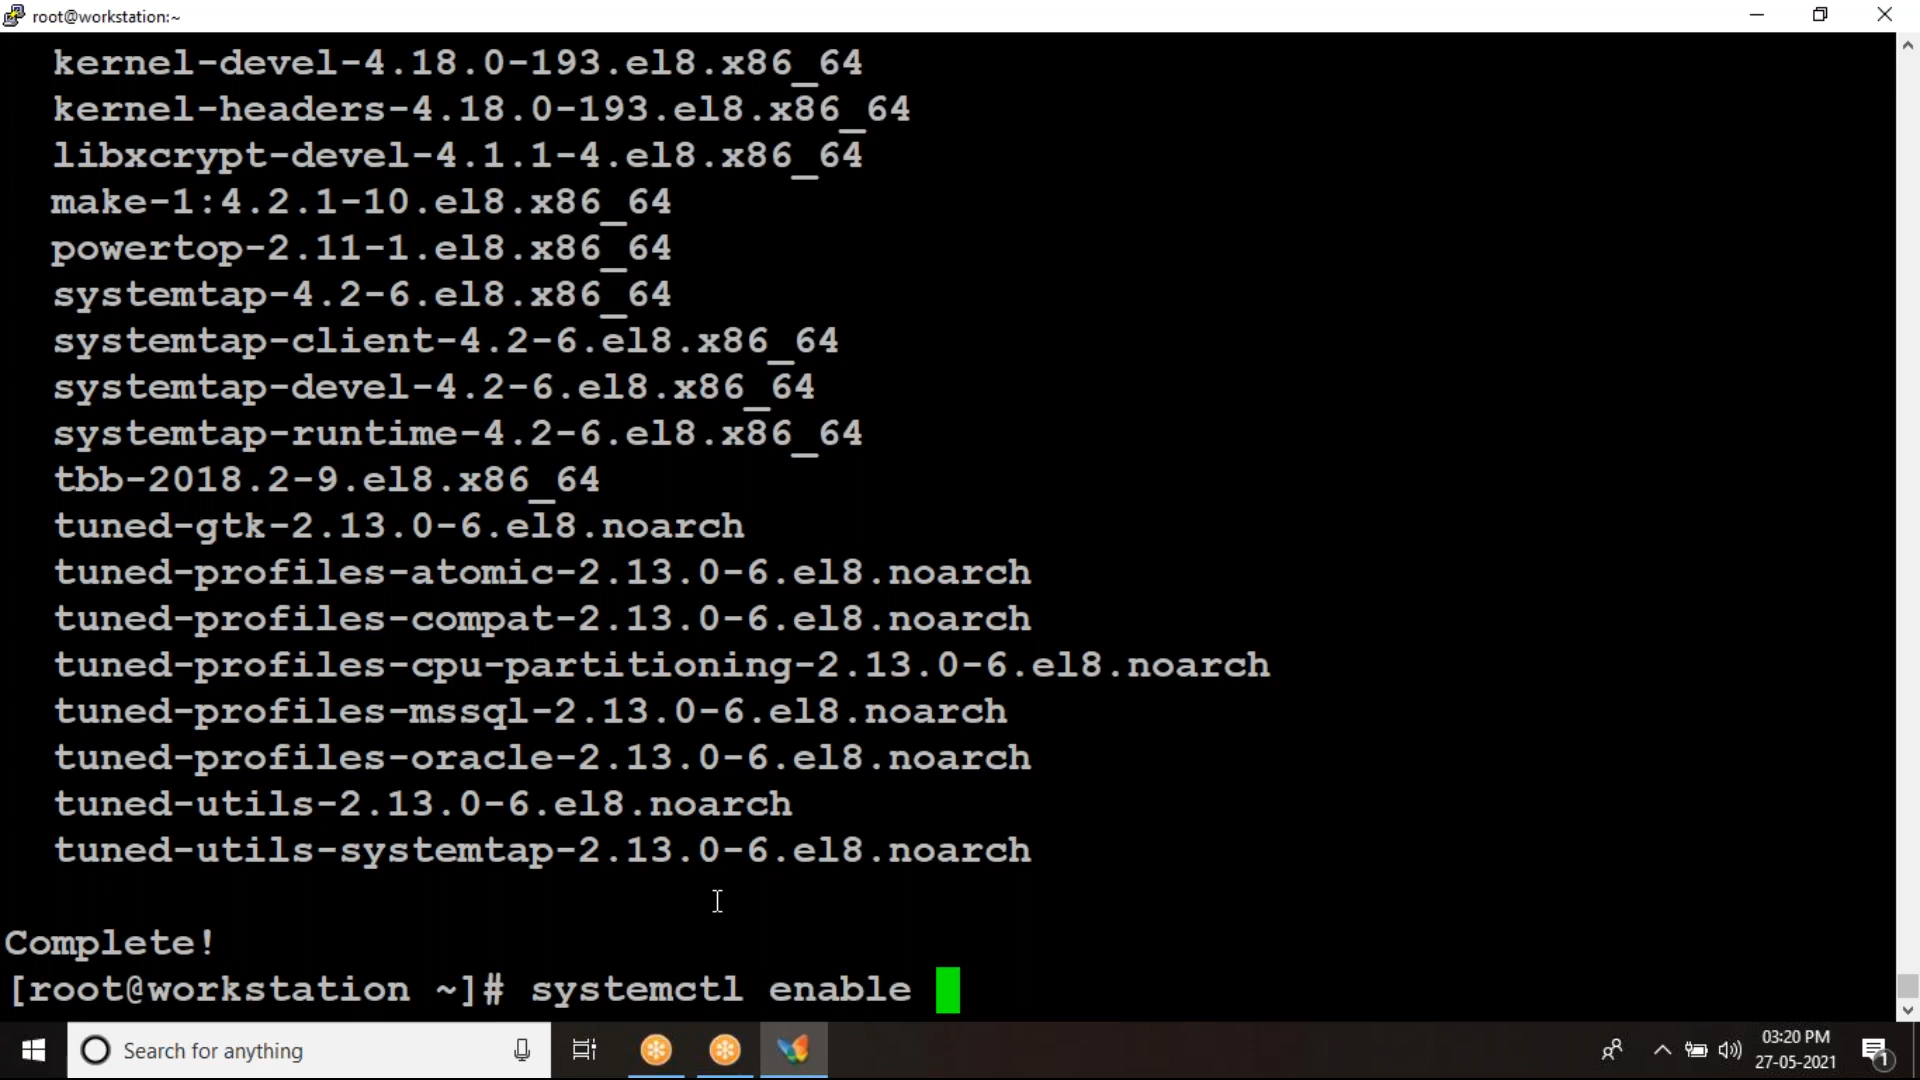 root@workstation:~
kernel-devel-4.18.0-193.el8.x86_64
kernel-headers-4.18.0-193.el8.x86_64
libxcrypt-devel-4.1.1-4.el8.x86_64
make-1:4.2.1-10.el8.x86_64
powertop-2.11-1.el8.x86_64
systemtap-4.2-6.el8.x86_64
systemtap-client-4.2-6.el8.x86_64
systemtap-devel-4.2-6.el8.x86_64
systemtap-runtime-4.2-6.el8.x86_64
tbb-2018.2-9.el8.x86_64
tuned-gtk-2.13.0-6.el8.noarch
tuned-profiles-atomic-2.13.0-6.el8.noarch
tuned-profiles-compat-2.13.0-6.el8.noarch
tuned-profiles-cpu-partitioning-2.13.0-6.el8.noarch
tuned-profiles-mssql-2.13.0-6.el8.noarch
tuned-profiles-oracle-2.13.0-6.el8.noarch
tuned-utils-2.13.0-6.el8.noarch
tuned-utils-systemtap-2.13.0-6.el8.noarch
Complete!
[root@workstation ~]# systemctl enable
Search for anything
03:20 PM
27-05-2021
1